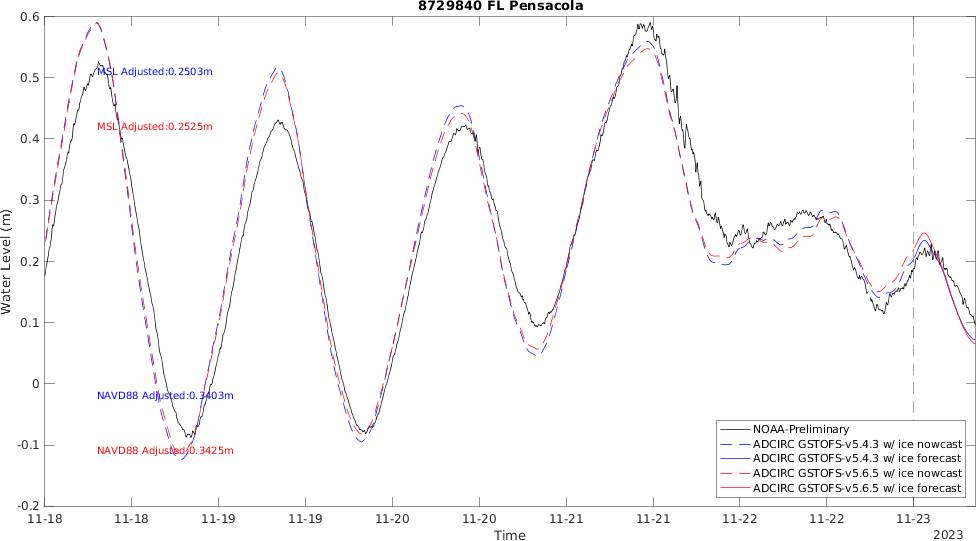 8729840 FL Pensacola
0.6
0.5
0.4
0.3
0.2
0.1
0
-0.1
-0.2
Water Level (m)
MSL Adjusted:0.2503m
MSL Adjusted:0.2525m
NAVD88 Adjusted:0.3403m
NAVD88 Adjusted:0.3425m
NOAA-Preliminary
ADCIRC GSTOFS-v5.4.3 w/ ice nowcast
ADCIRC GSTOFS-v5.4.3 w/ ice forecast
ADCIRC GSTOFS-v5.6.5 w/ ice nowcast
ADCIRC GSTOFS-v5.6.5 w/ ice forecast
11-18 11-18 11-19 11-19 11-20 11-20 11-21 11-21 11-22 11-22 11-23
Time
2023